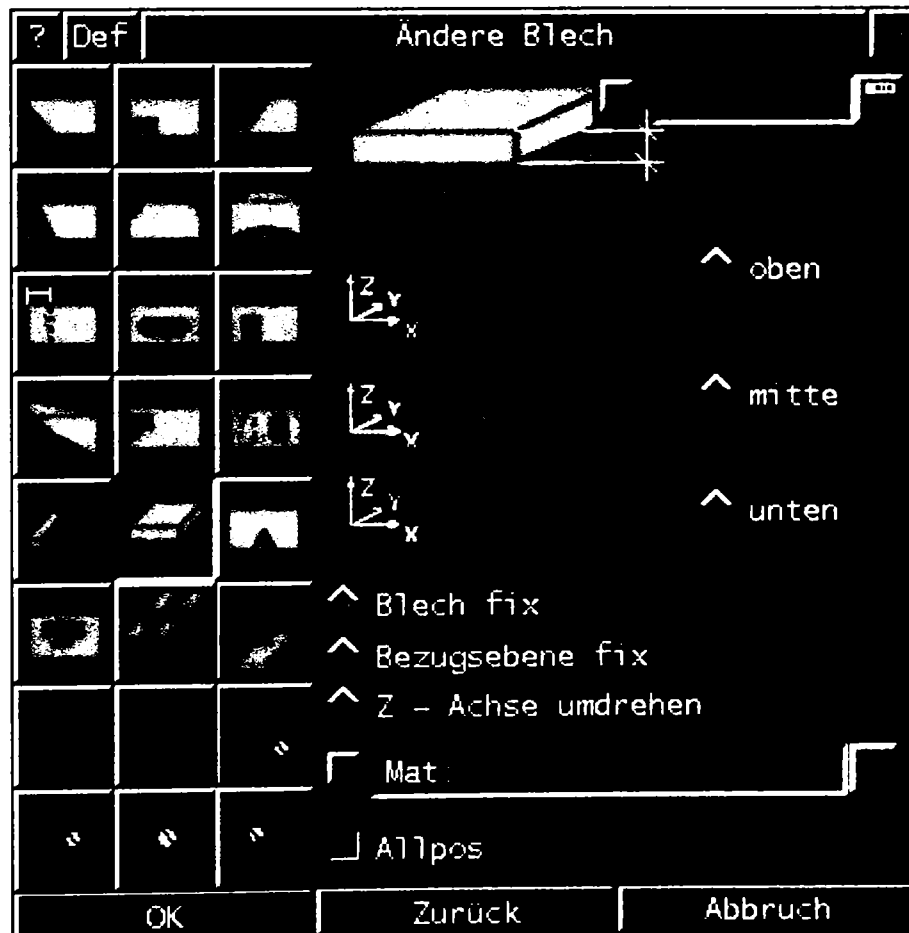 ? Def Ändere Blech
oben
Z Y X
mitte
Z Y X
unten
Z Y X
Blech fix
Bezugsebene fix
Z - Achse umdrehen
Mat:
Allpos
OK Zurück Abbruch